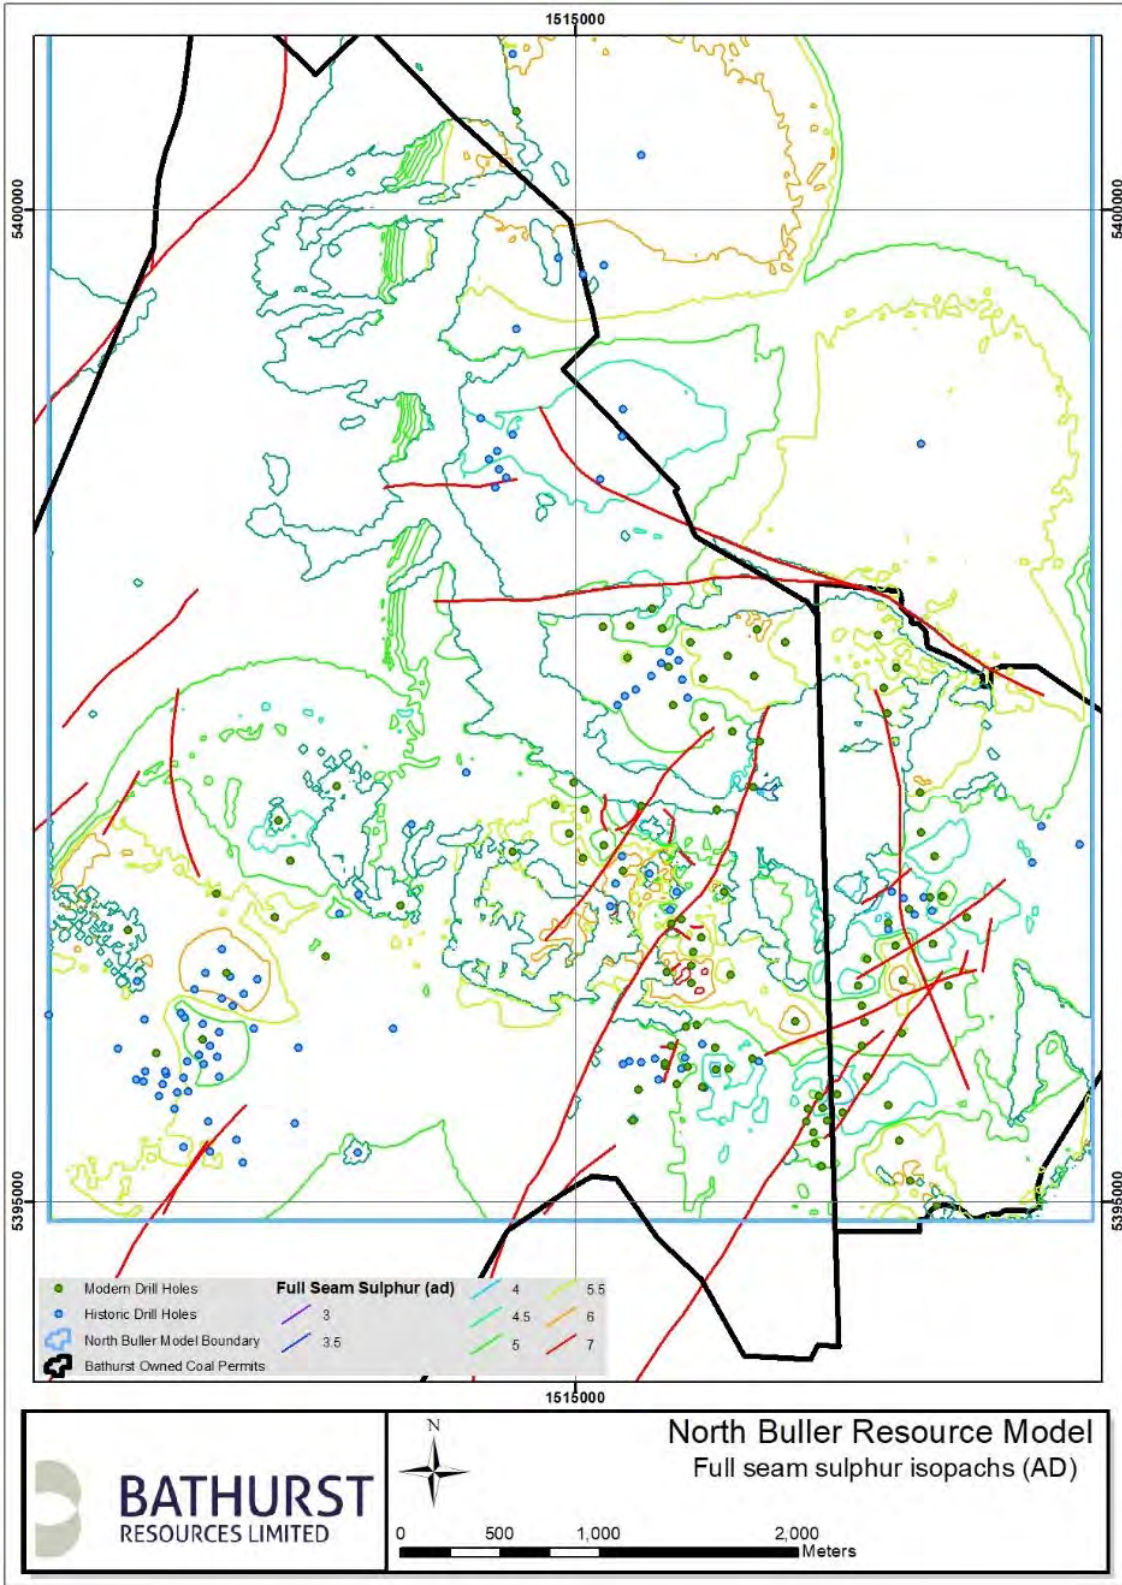 1515000
5400000
5400000
5395000
5395000
Modern Drill Holes
Historic Drill Holes
North Buller Model Boundary
Bathurst Owned Coal Permits
Full Seam Sulphur (ad)
3
3.5
4
4.5
5
5.5
6
7
1515000
BATHURST
RESOURCES LIMITED
N
North Buller Resource Model
Full seam sulphur isopachs (AD)
0 500 1,000 2,000
Meters